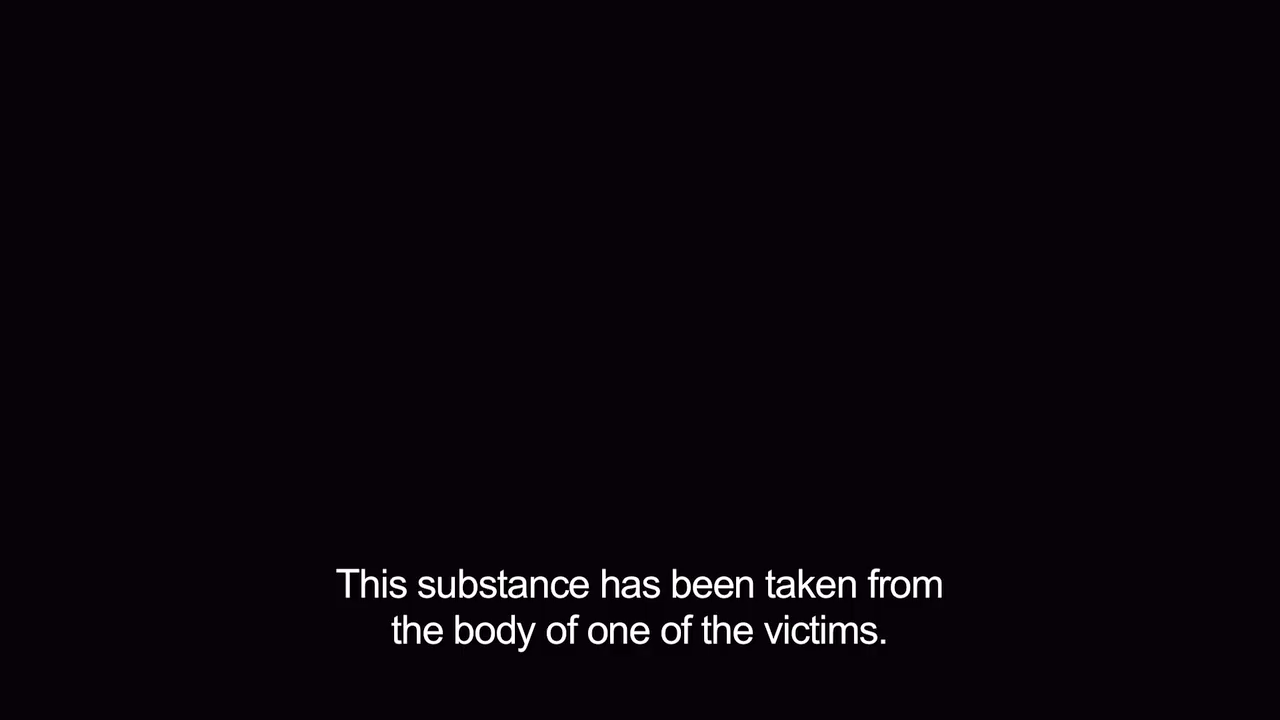 This substance has been taken from
the body of one of the victims.